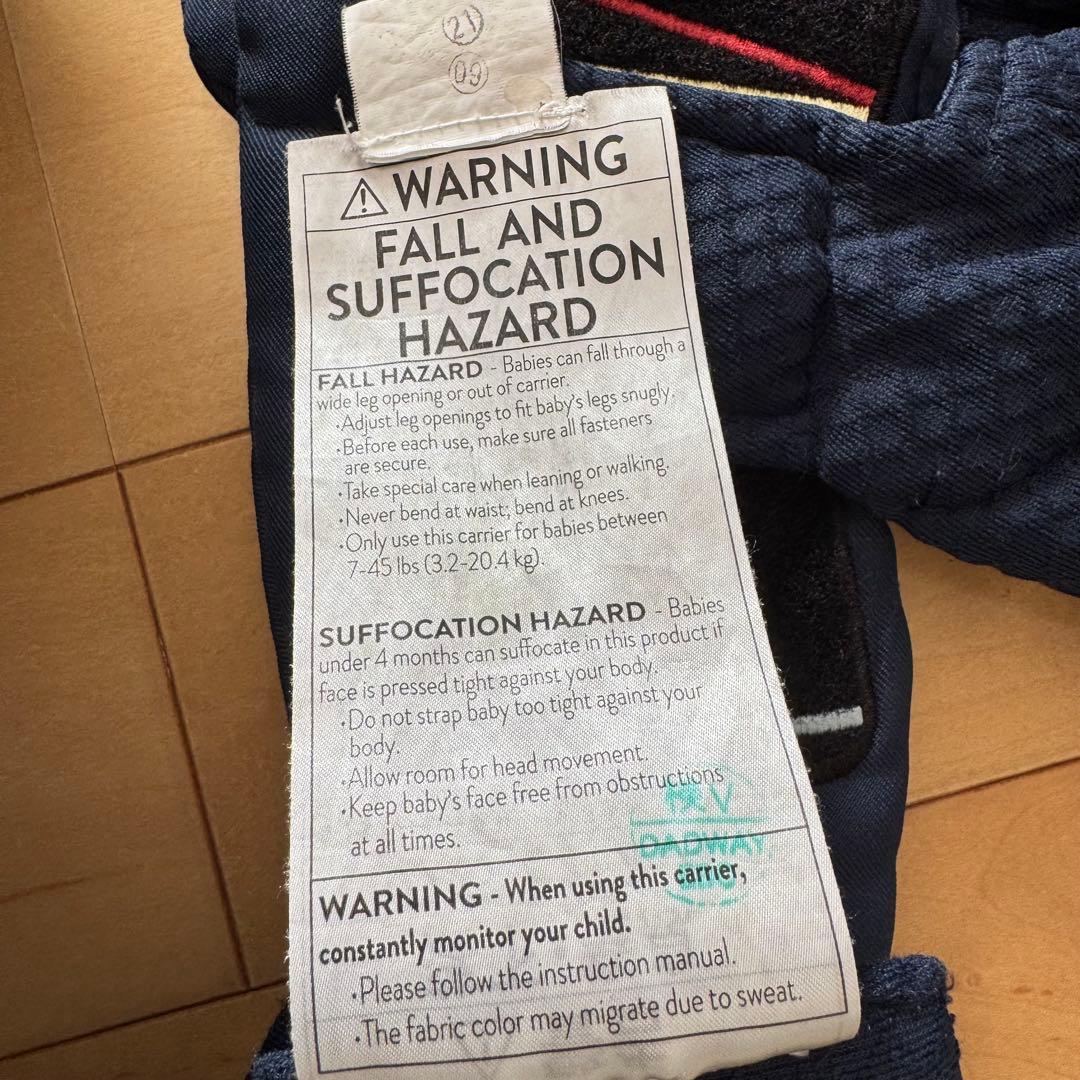 21
09
WARNING
FALL AND
SUFFOCATION
HAZARD
FALL HAZARD - Babies can fall through a
wide leg opening or out of carrier.
·Adjust leg openings to fit baby's legs snugly.
·Before each use, make sure all fasteners
are secure.
·Take special care when leaning or walking.
·Never bend at waist; bend at knees.
·Only use this carrier for babies between
7-45 lbs (3.2-20.4 kg).
SUFFOCATION HAZARD - Babies
under 4 months can suffocate in this product if
face is pressed tight against your body.
·Do not strap baby too tight against your
body.
·Allow room for head movement.
·Keep baby's face free from obstructions
at all times.
検 V
DADWAY
WARNING - When using this carrier,
constantly monitor your child.
·Please follow the instruction manual.
·The fabric color may migrate due to sweat.